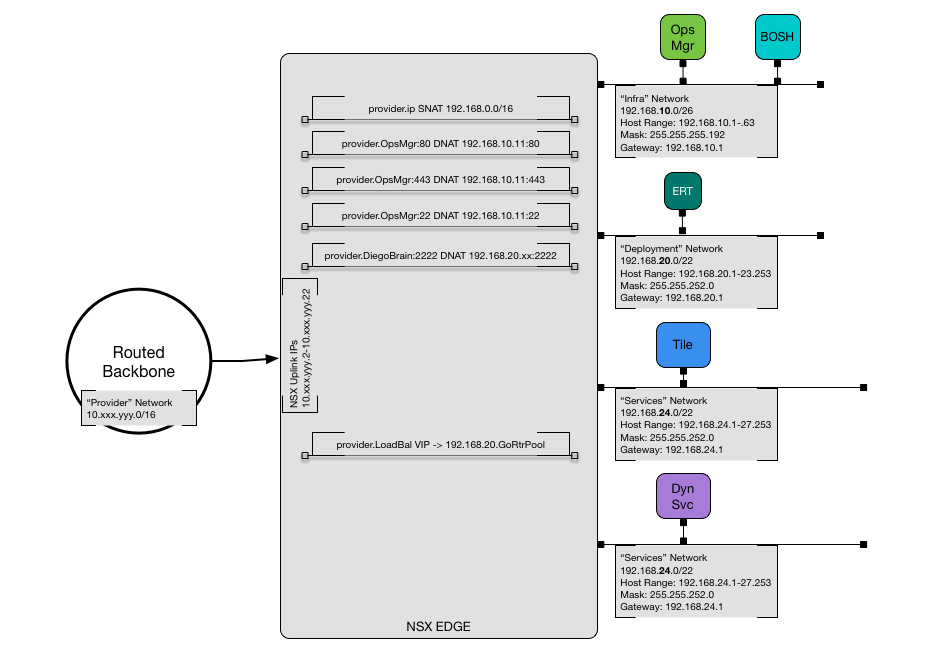 Ops
Mgr
BOSH
provider.ip SNAT 192.168.0.0/16
provider.OpsMgr:80 DNAT 192.168.10.11:80
provider.OpsMgr:443 DNAT 192.168.10.11:443
provider.OpsMgr:22 DNAT 192.168.10.11:22
provider.DiegoBrain:2222 DNAT 192.168.20.xx:2222
NSX Uplink IPs
10.xxx.yyy.2-10.xxx.yyy.22
provider.LoadBal VIP -> 192.168.20.GoRtrPool
NSX EDGE
Routed
Backbone
“Provider” Network
10.xxx.yyy.0/16
“Infra” Network
192.168.10.0/26
Host Range: 192.168.10.1-.63
Mask: 255.255.255.192
Gateway: 192.168.10.1
ERT
“Deployment” Network
192.168.20.0/22
Host Range: 192.168.20.1-23.253
Mask: 255.255.252.0
Gateway: 192.168.20.1
Tile
“Services” Network
192.168.24.0/22
Host Range: 192.168.24.1-27.253
Mask: 255.255.252.0
Gateway: 192.168.24.1
Dyn
Svc
“Services” Network
192.168.24.0/22
Host Range: 192.168.24.1-27.253
Mask: 255.255.252.0
Gateway: 192.168.24.1